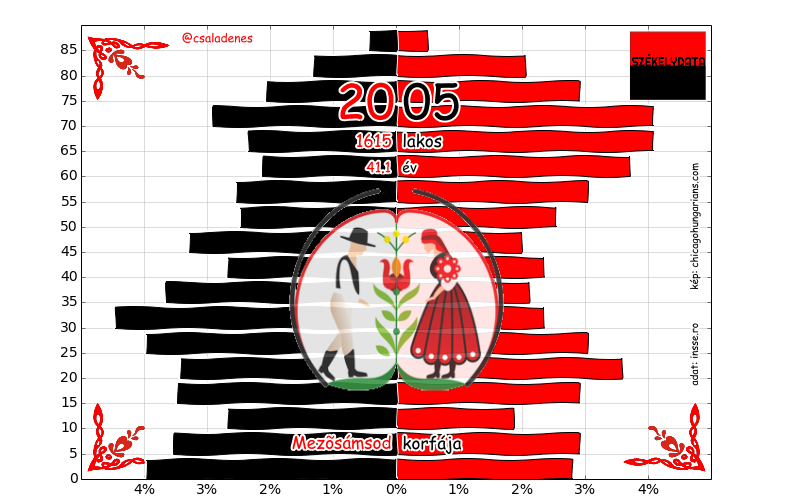 @csaladenes
SZÉKELYDATA
2005
1615 lakos
41,1 év
kép: chicagohungarians.com
adat: insse.ro
Mezősámsod korfája
85
80
75
70
65
60
55
50
45
40
35
30
25
20
15
10
5
0
4% 3% 2% 1% 0% 1% 2% 3% 4%